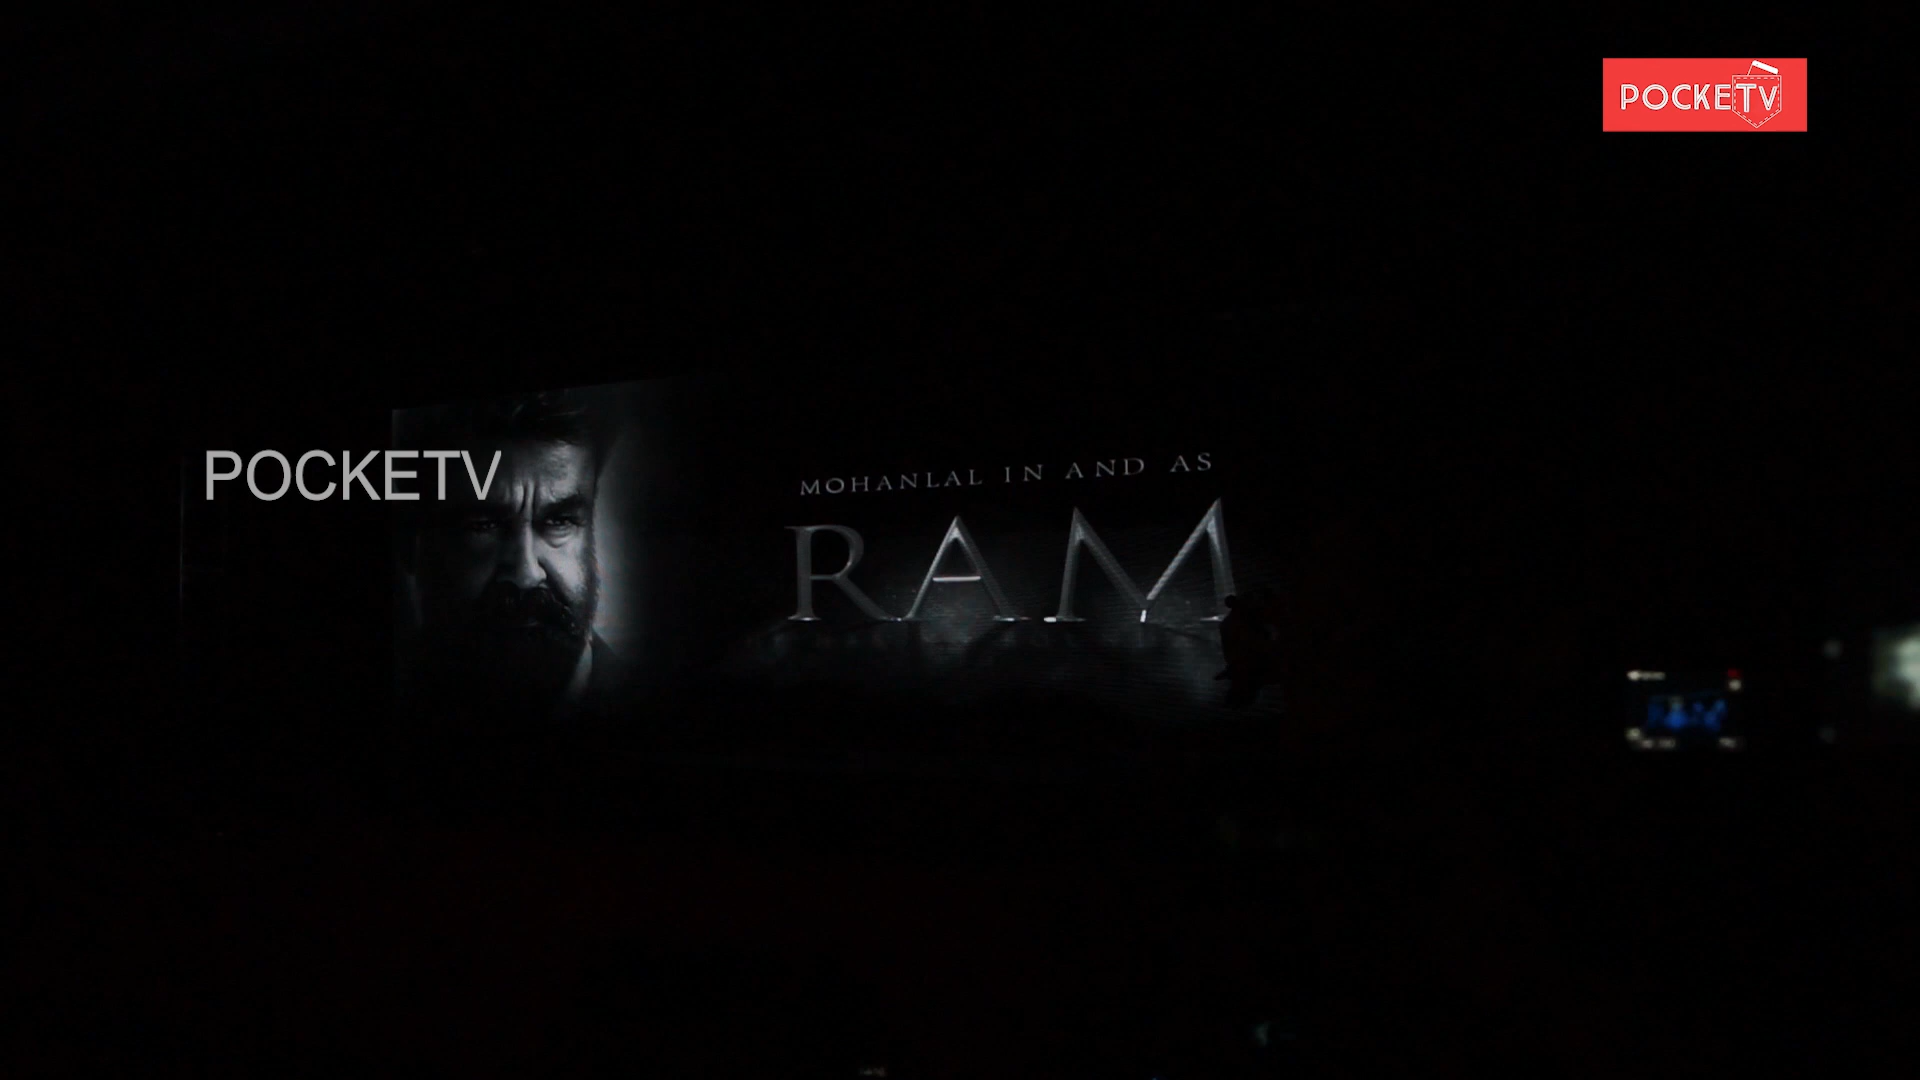 POCKETV
POCKETV
MOHANLAL IN AND AS
RAM